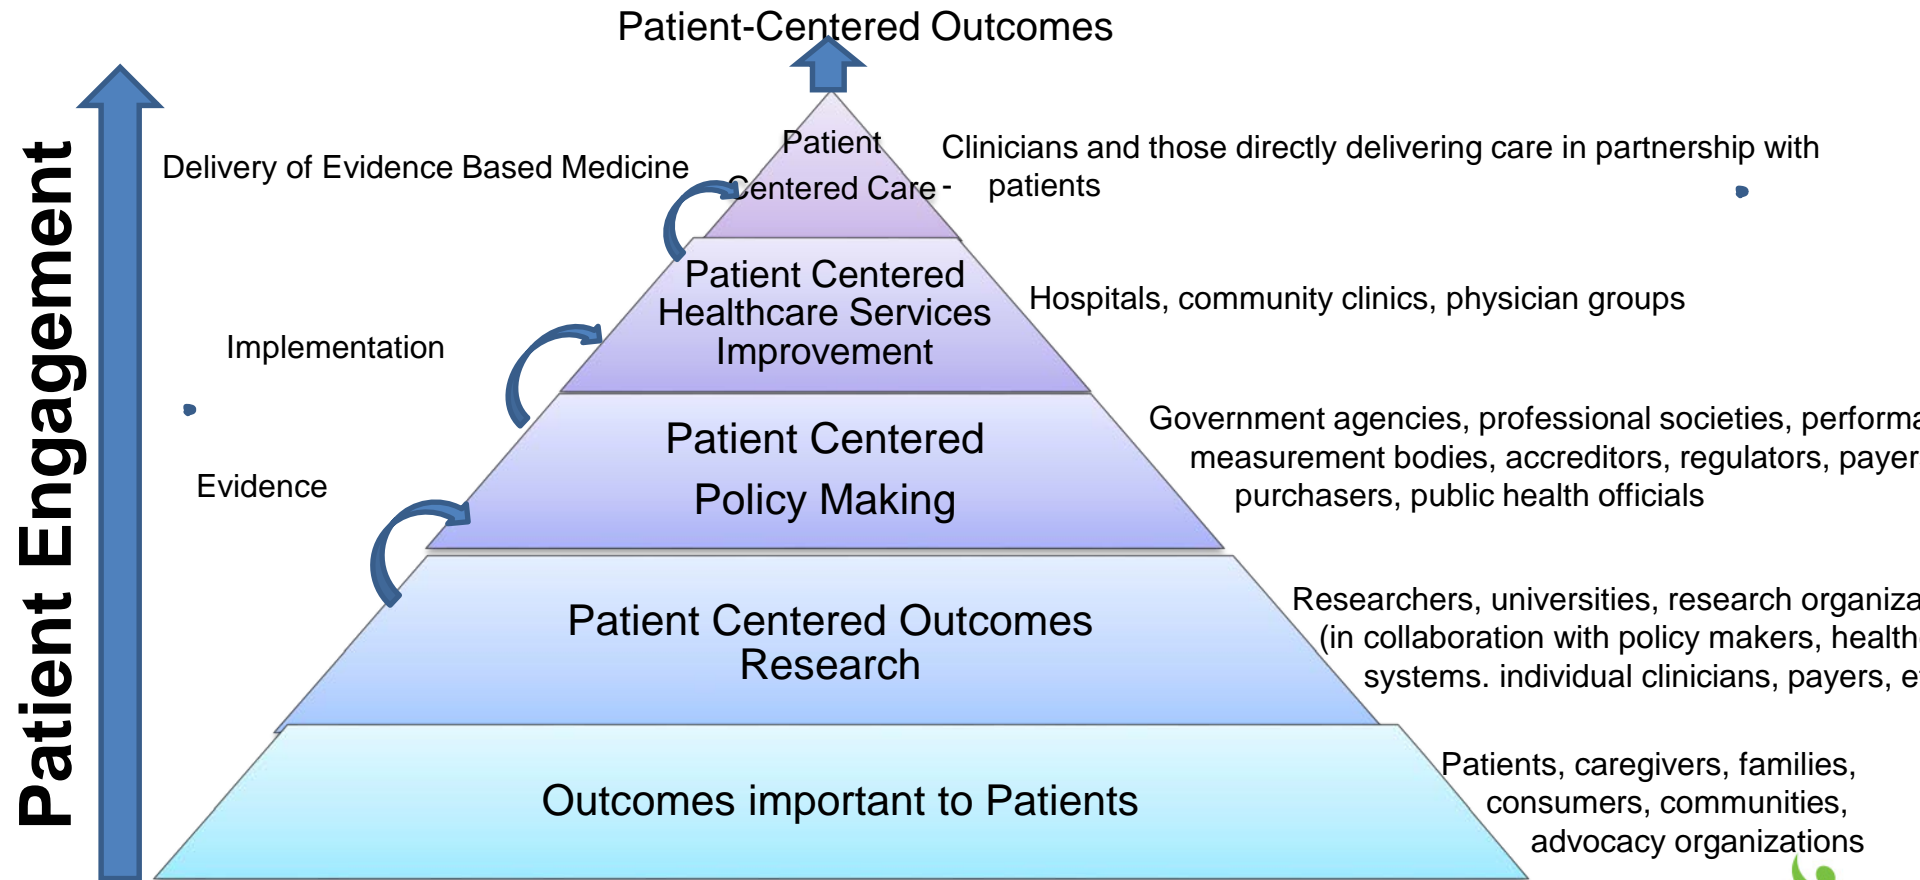 Patient-Centered Outcomes
Patient Engagement
Delivery of Evidence Based Medicine
Patient
Centered Care -
Clinicians and those directly delivering care in partnership with
patients
Patient Centered
Healthcare Services
Improvement
Hospitals, community clinics, physician groups
Implementation
Patient Centered
Policy Making
Government agencies, professional societies,
measurement bodies, accreditors, regulators,
purchasers, public health officials
Evidence
Patient Centered Outcomes
Research
Researchers, universities, research
(in collaboration with policy makers,
systems. individual clinicians, payers,
Outcomes important to Patients
Patients, caregivers, families,
consumers, communities,
advocacy organizations